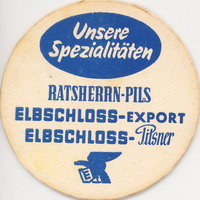 Unsere
Spezialitäten
RATSHERRN-PILS
ELBSCHLOSS-EXPORT
ELBSCHLOSS-Pilsner
E